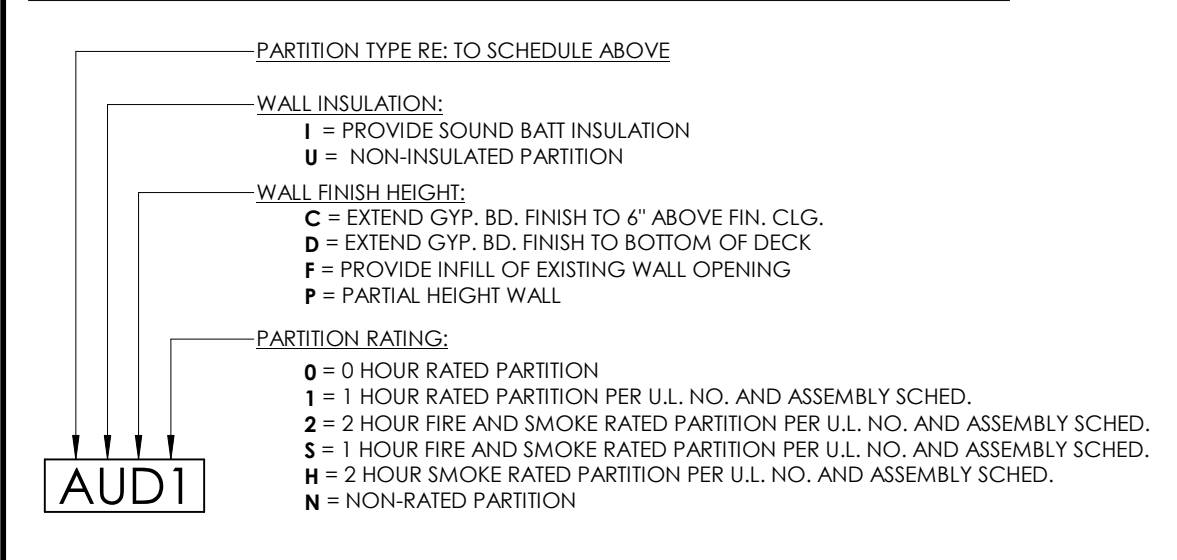 PARTITION TYPE RE: TO SCHEDULE ABOVE
WALL INSULATION:
I = PROVIDE SOUND BATT INSULATION
U = NON-INSULATED PARTITION
WALL FINISH HEIGHT:
C = EXTEND GYP. BD. FINISH TO 6" ABOVE FIN. CLG.
D = EXTEND GYP. BD. FINISH TO BOTTOM OF DECK
F = PROVIDE INFILL OF EXISTING WALL OPENING
P = PARTIAL HEIGHT WALL
PARTITION RATING:
0 = 0 HOUR RATED PARTITION
1 = 1 HOUR RATED PARTITION PER U.L. NO. AND ASSEMBLY SCHED.
2 = 2 HOUR FIRE AND SMOKE RATED PARTITION PER U.L. NO. AND ASSEMBLY SCHED.
S = 1 HOUR FIRE AND SMOKE RATED PARTITION PER U.L. NO. AND ASSEMBLY SCHED.
H = 2 HOUR SMOKE RATED PARTITION PER U.L. NO. AND ASSEMBLY SCHED.
N = NON-RATED PARTITION
AUD1